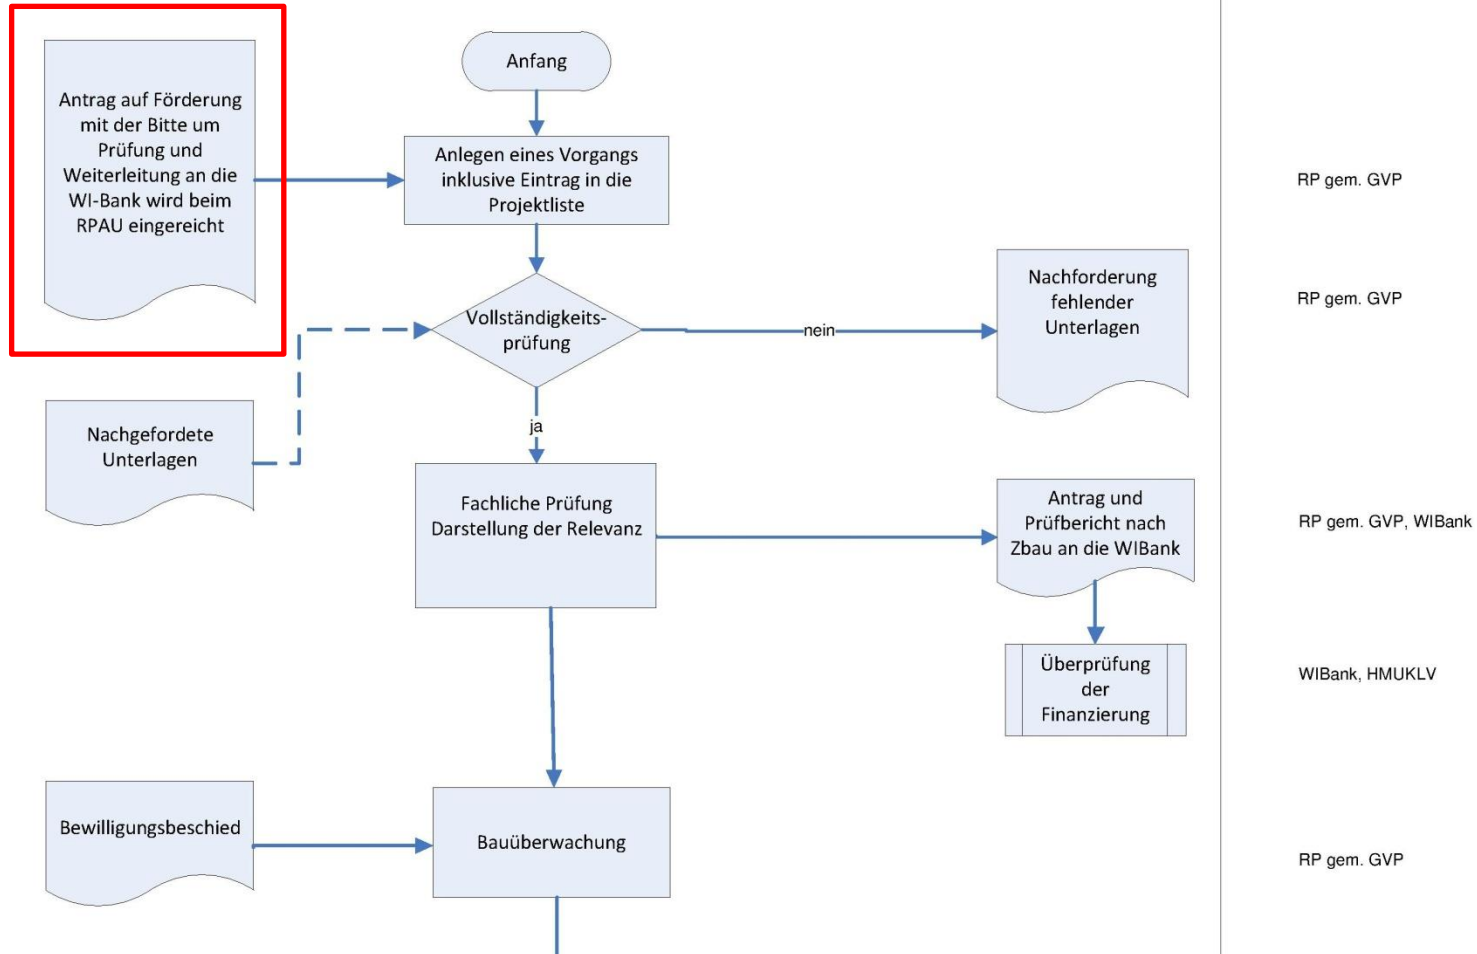 Anfang
Antrag auf Förderung
mit der Bitte um
Prüfung und
Weiterleitung an die
WI-Bank wird beim
RPAU eingereicht
Anlegen eines Vorgangs
inklusive Eintrag in die
Projektliste
RP gem. GVP
Vollständigkeits-
prüfung
nein
Nachforderung
fehlender
Unterlagen
RP gem. GVP
Nachgefordete
Unterlagen
ja
Fachliche Prüfung
Darstellung der Relevanz
Antrag und
Prüfbericht nach
Zbau an die WIBank
RP gem. GVP, WIBank
Überprüfung
der
Finanzierung
WIBank, HMUKLV
Bewilligungsbeschied
Bauüberwachung
RP gem. GVP